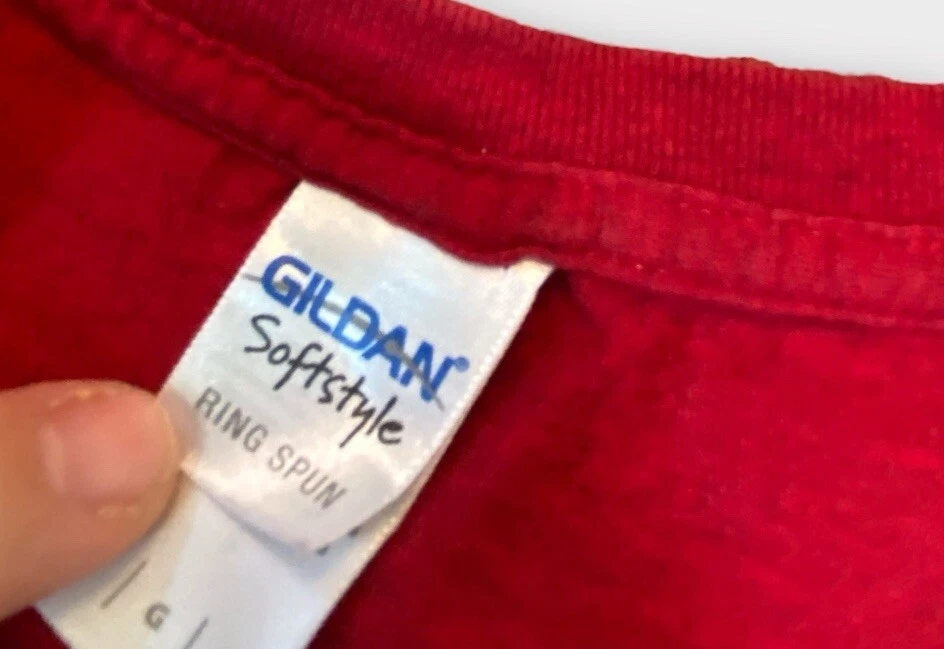 GILDAN®
Softstyle
RING SPUN
| G |